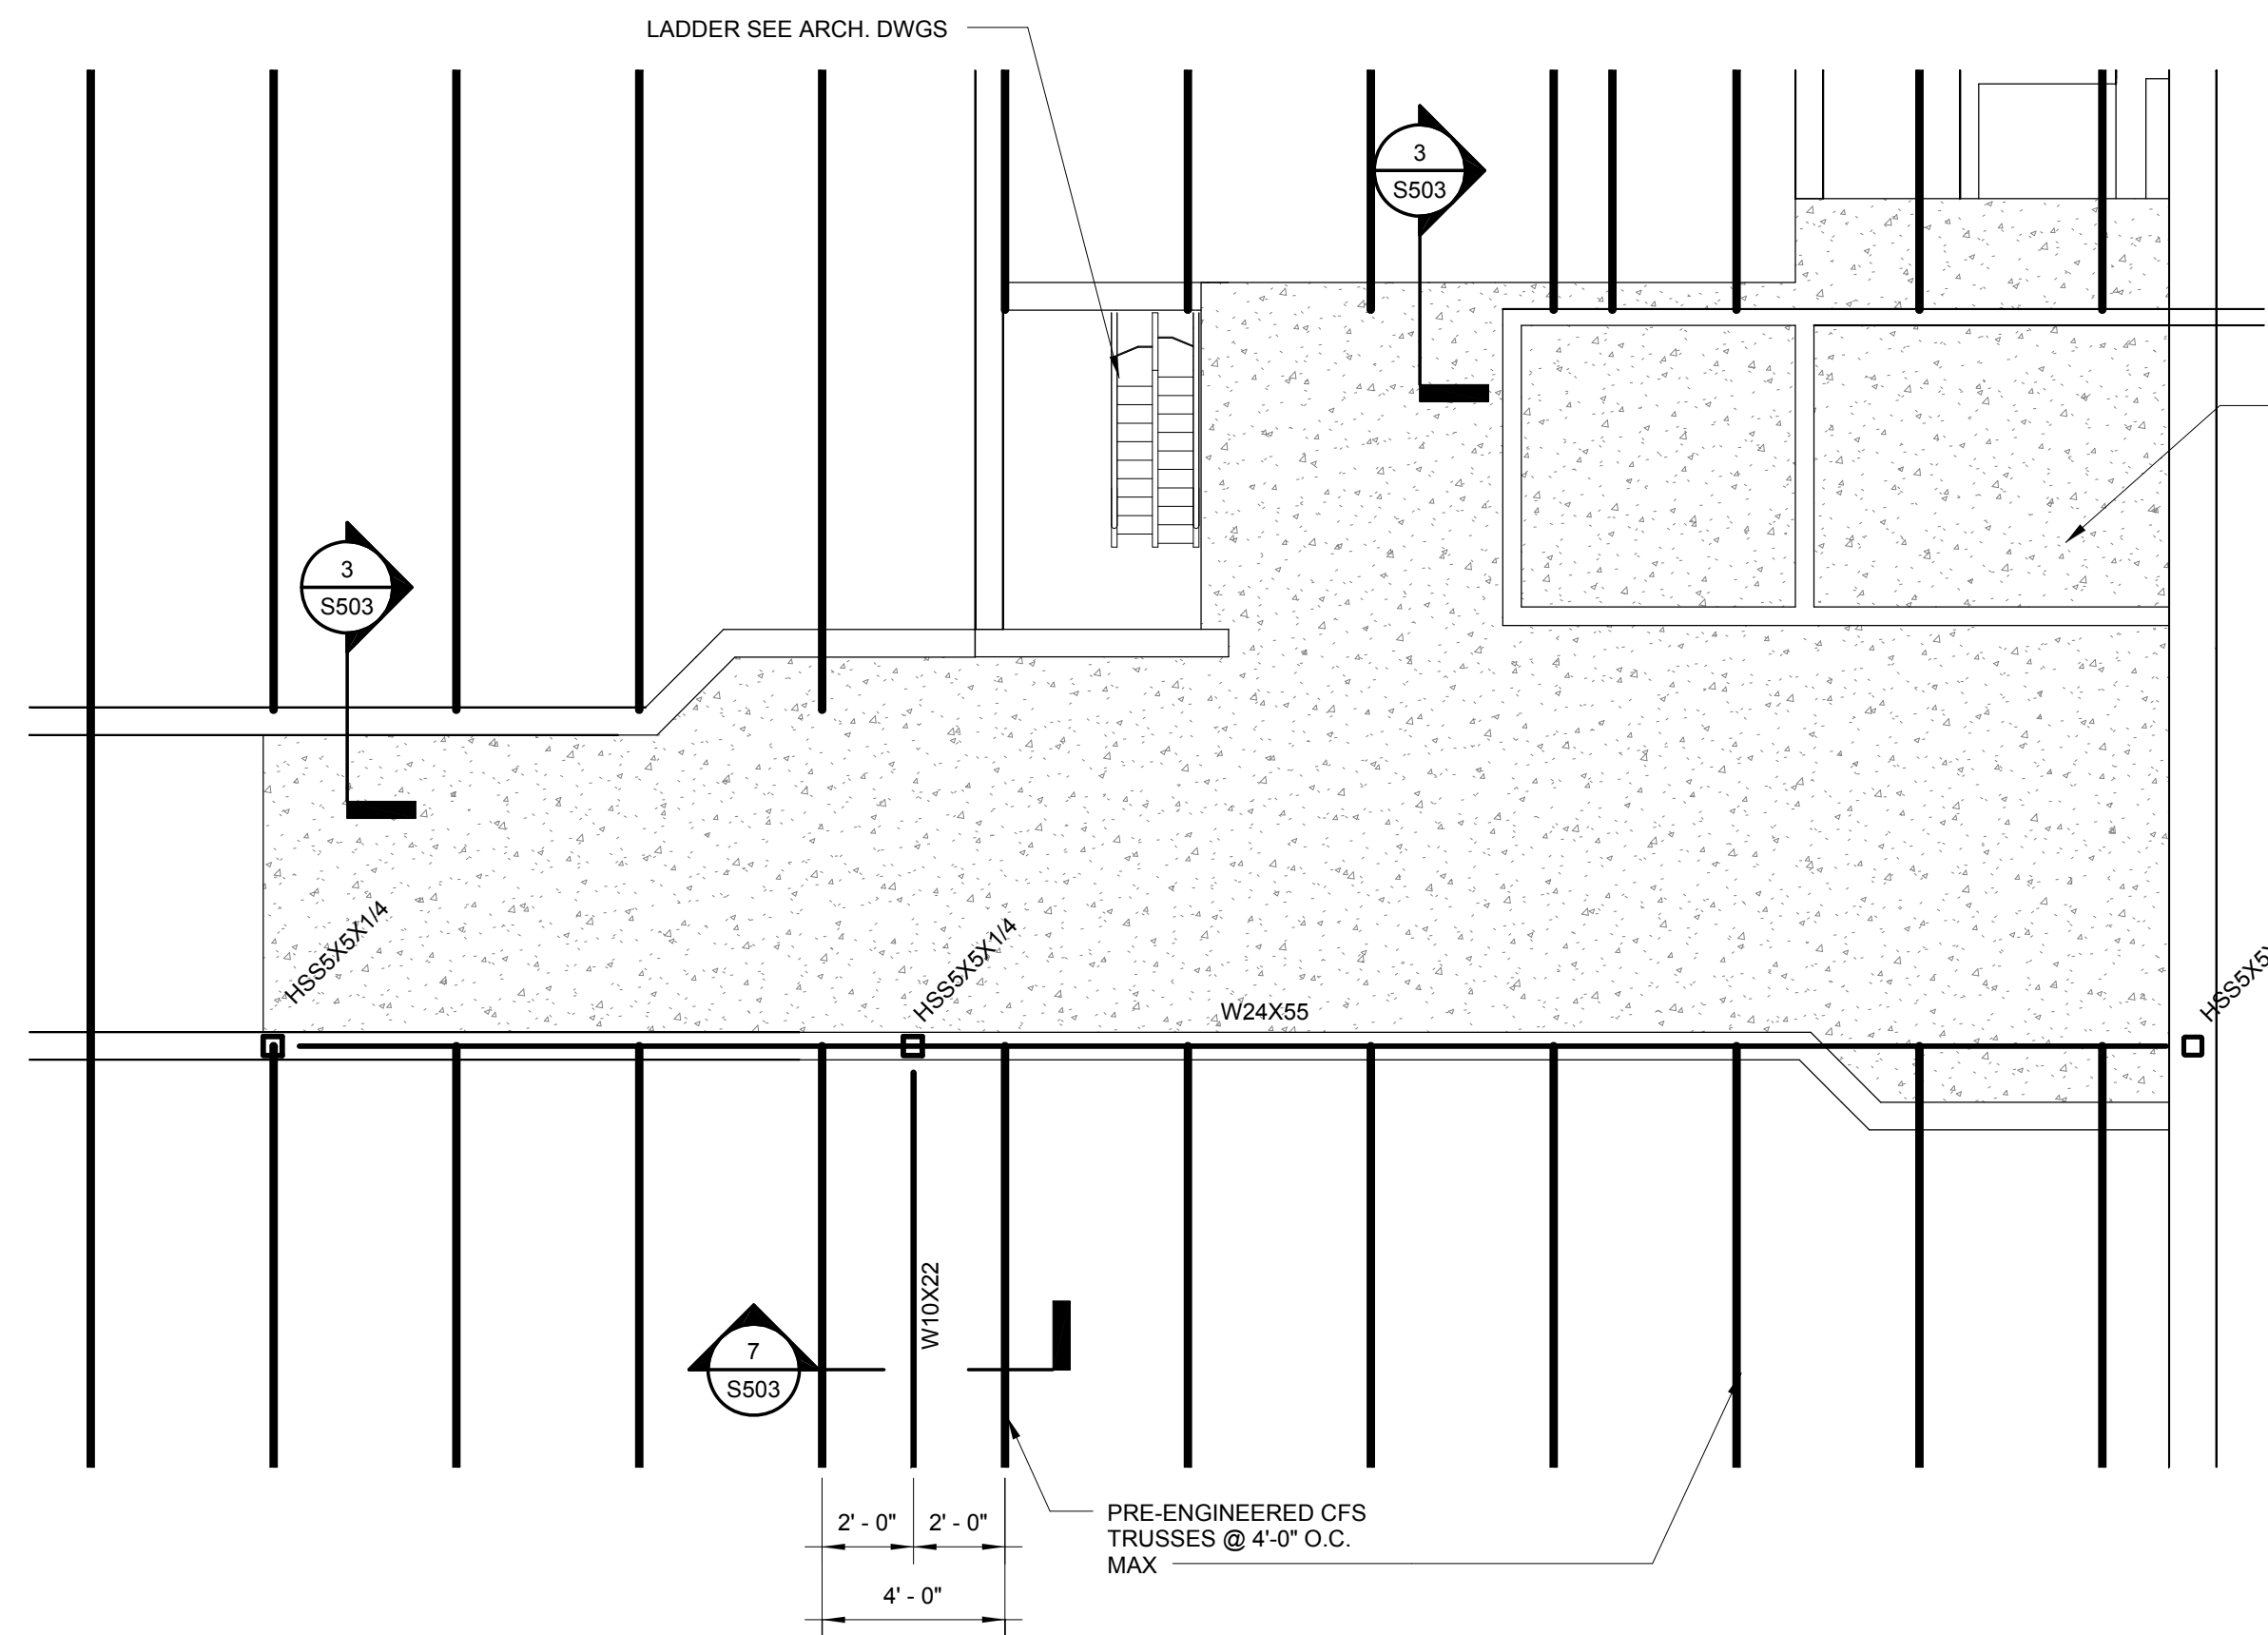 LADDER SEE ARCH. DWGS
3
S503
3
S503
HSS5X5X1/4
HSS5X5X1/4
W24X55
HSS5X5
W10X22
7
S503
2' - 0"
2' - 0"
PRE-ENGINEERED CFS
TRUSSES @ 4'-0" O.C.
MAX
4' - 0"